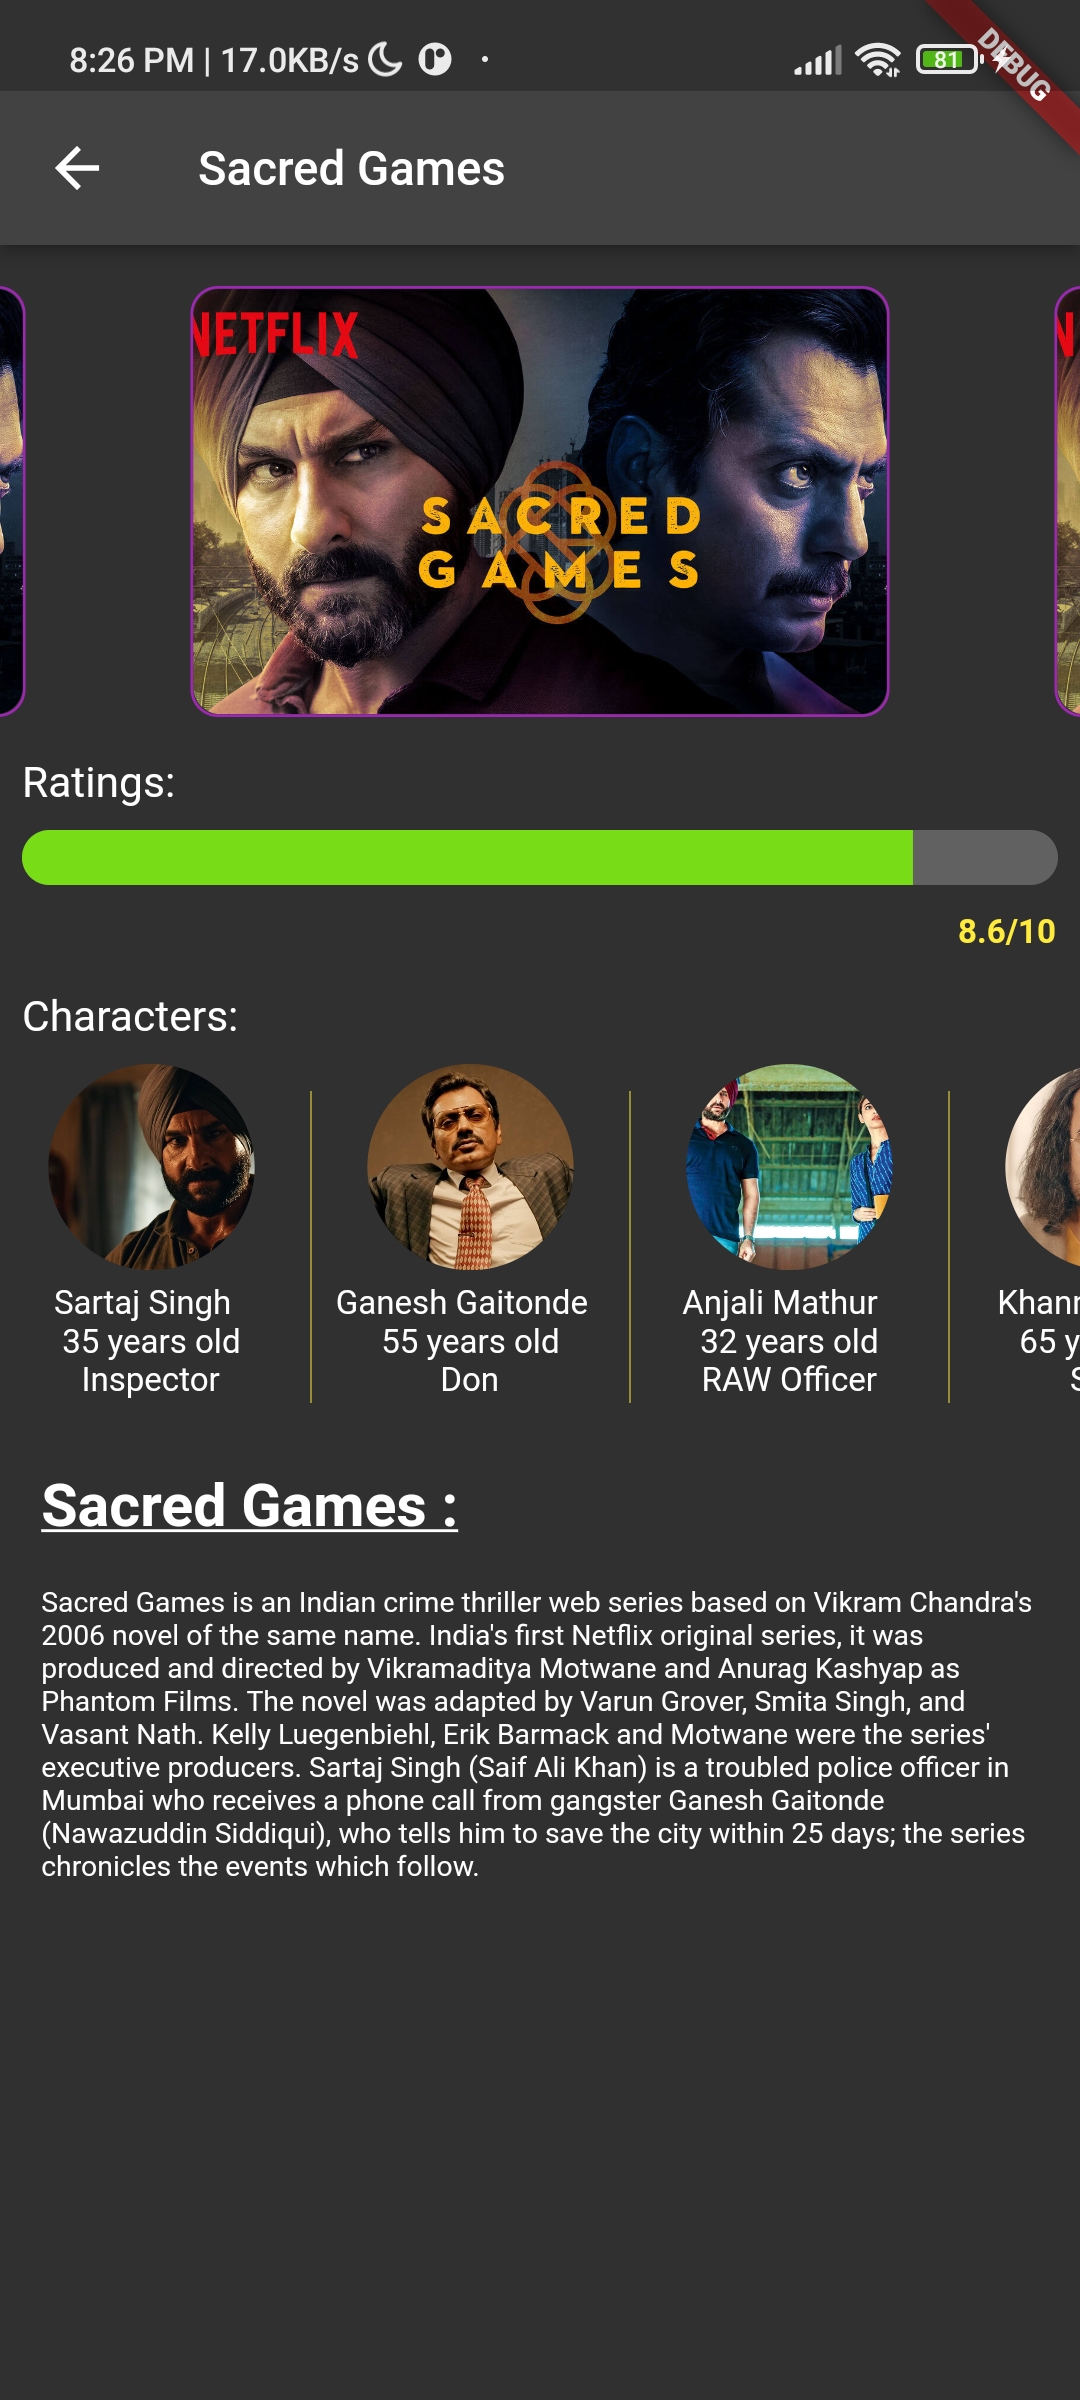 8:26 PM | 17.0KB/s
81
DEBUG
Sacred Games
NETFLIX
SACRED
GAMES
Ratings:
8.6/10
Characters:
Sartaj Singh
35 years old
Inspector
Ganesh Gaitonde
55 years old
Don
Anjali Mathur
32 years old
RAW Officer
65 y
Sacred Games :
Sacred Games is an Indian crime thriller web series based on Vikram Chandra's
2006 novel of the same name. India's first Netflix original series, it was
produced and directed by Vikramaditya Motwane and Anurag Kashyap as
Phantom Films. The novel was adapted by Varun Grover, Smita Singh, and
Vasant Nath. Kelly Luegenbiehl, Erik Barmack and Motwane were the series'
executive producers. Sartaj Singh (Saif Ali Khan) is a troubled police officer in
Mumbai who receives a phone call from gangster Ganesh Gaitonde
(Nawazuddin Siddiqui), who tells him to save the city within 25 days; the series
chronicles the events which follow.